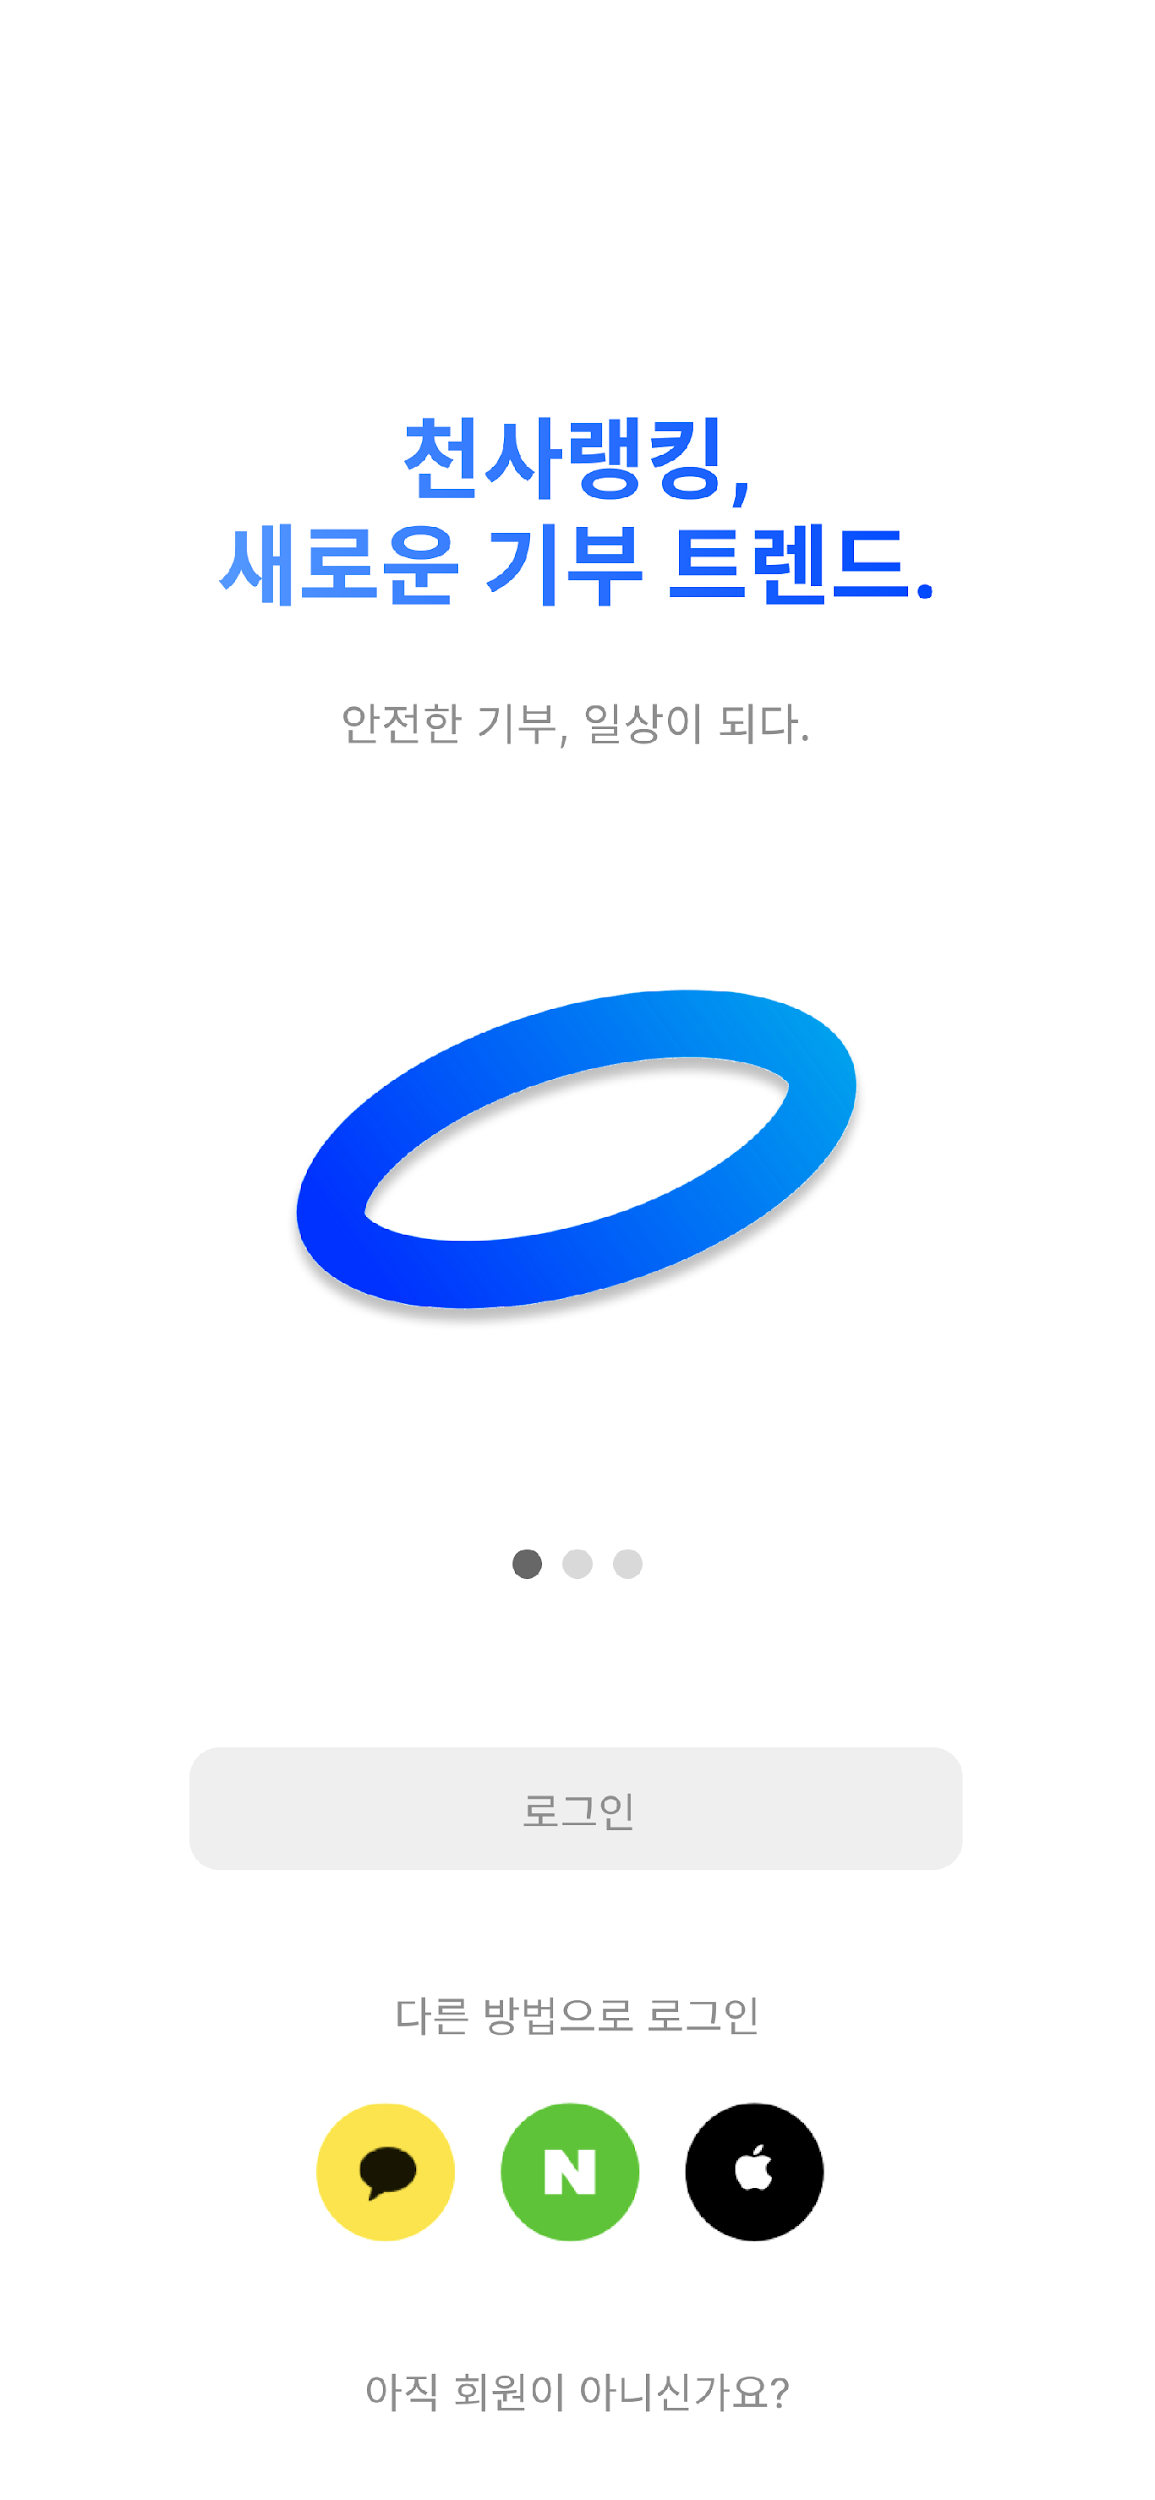 천사랭킹,
새로운 기부 트렌드.
안전한 기부, 일상이 되다.
로그인
다른 방법으로 로그인
N
아직 회원이 아니신가요?